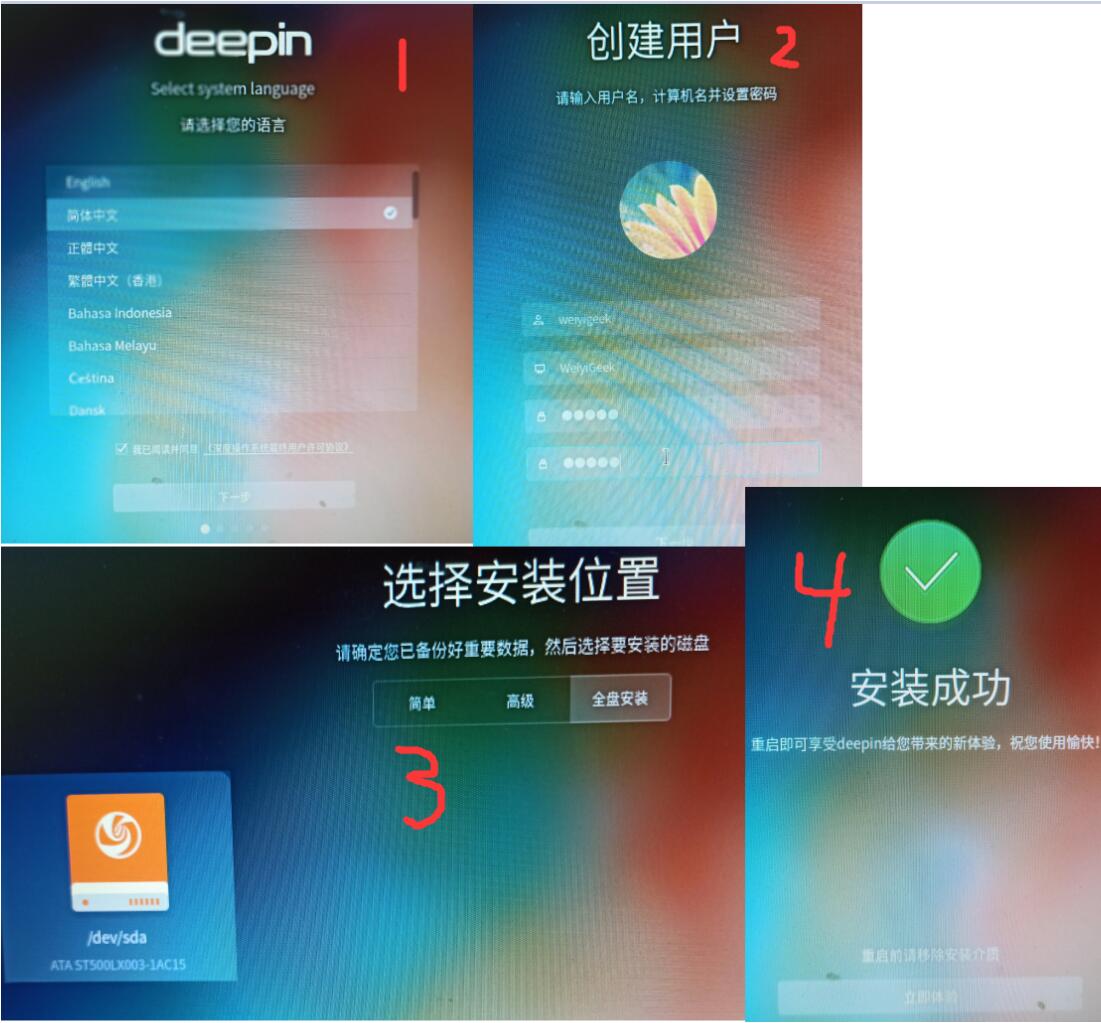 deepin
1
Select system language
请选择您的语言
English
简体中文
正體中文
繁體中文（香港）
Bahasa Indonesia
Bahasa Melayu
Čeština
Dansk
我已阅读并同意 《深度操作系统最终用户许可协议》
下一步
创建用户
2
请输入用户名，计算机名并设置密码
weiyigeek
WeiyiGeek
下一步
选择安装位置
请确定您已备份好重要数据，然后选择要安装的磁盘
简单 高级 全盘安装
3
/dev/sda
ATA ST500LX003-1AC15
4
安装成功
重启即可享受deepin给您带来的新体验，祝您使用愉快!
重启前请移除安装介质
立即体验